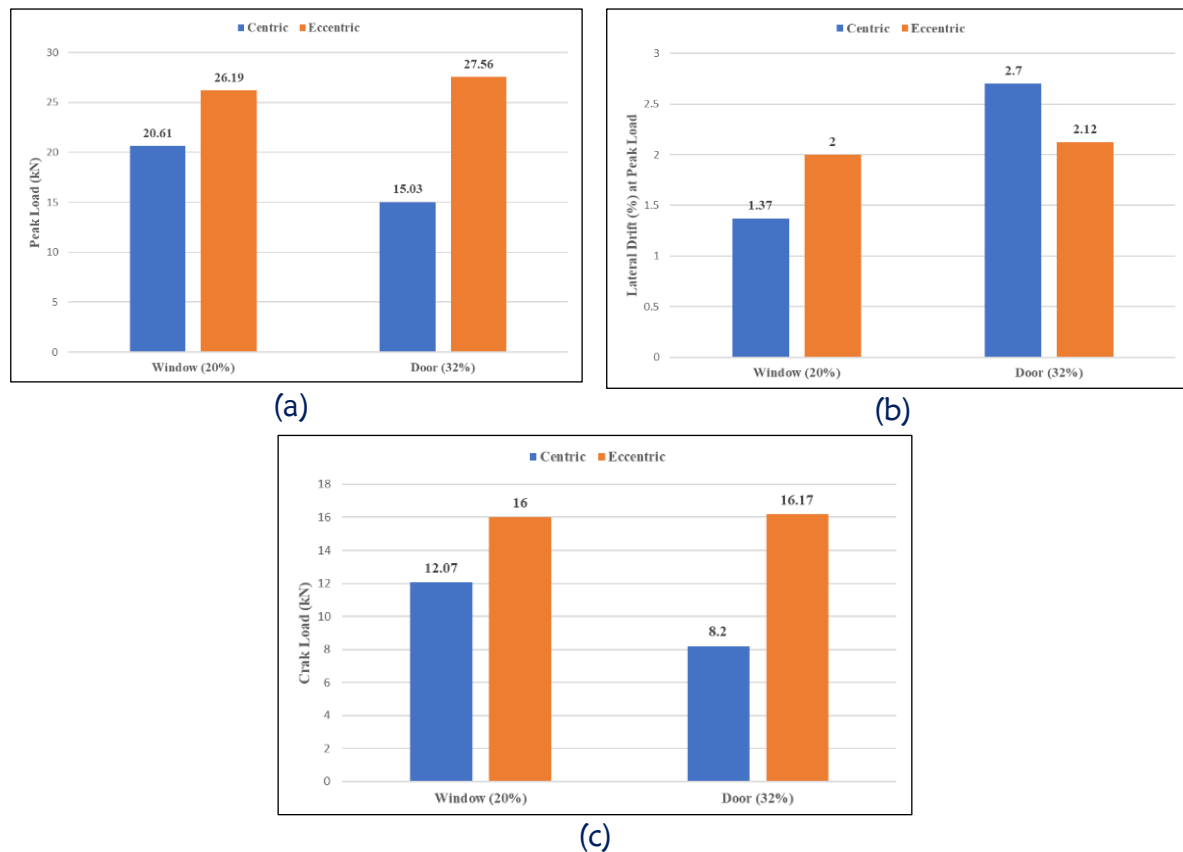 Centric Eccentric
Peak Load (kN)
30
25
20
15
10
5
0
20.61
26.19
15.03
27.56
Window (20%)
Door (32%)
(a)
Centric Eccentric
Lateral Drift (%) at Peak Load
3
2.5
2
1.5
1
0.5
0
1.37
2
2.7
2.12
Window (20%)
Door (32%)
(b)
Centric Eccentric
Crak Load (kN)
18
16
14
12
10
8
6
4
2
0
12.07
16
8.2
16.17
Window (20%)
Door (32%)
(c)